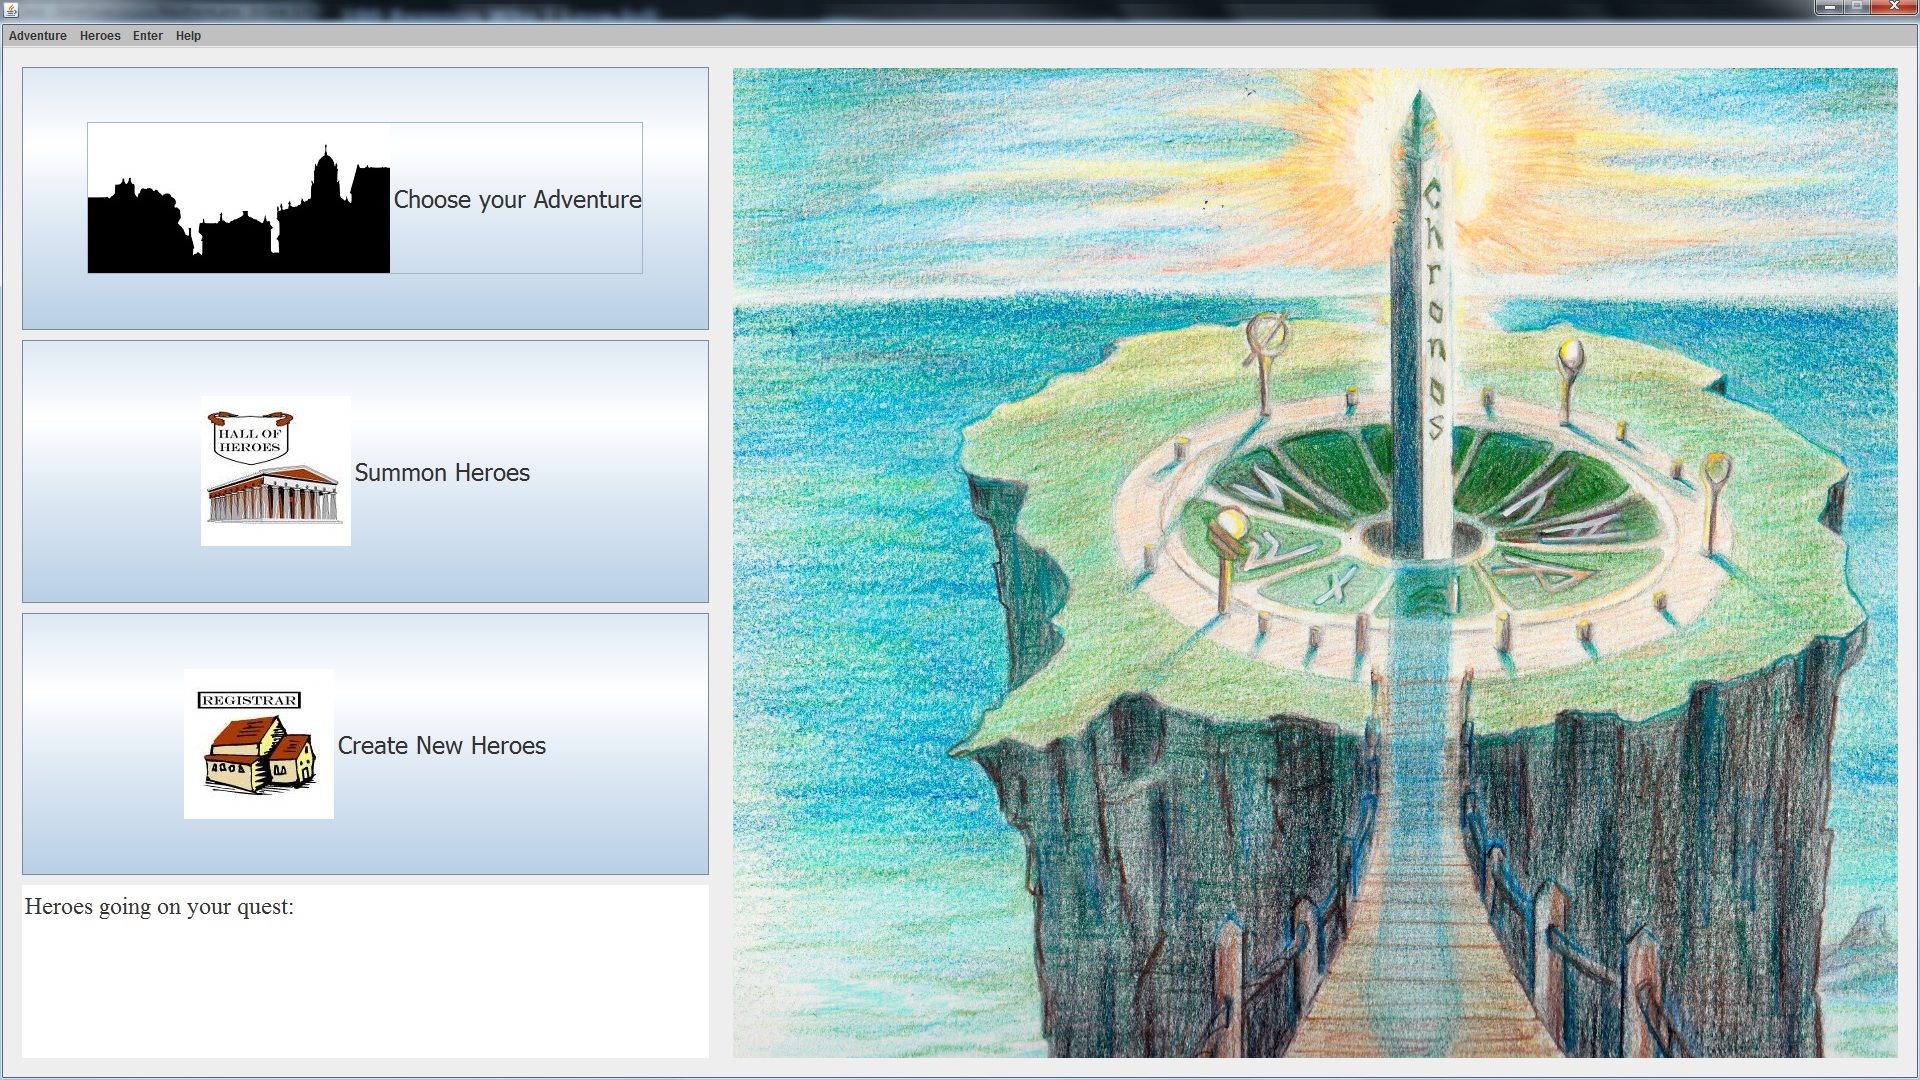 Adventure Heroes Enter Help
Choose your Adventure
HALL OF
HEROES
Summon Heroes
REGISTRAR
Create New Heroes
Heroes going on your quest:
Chronos